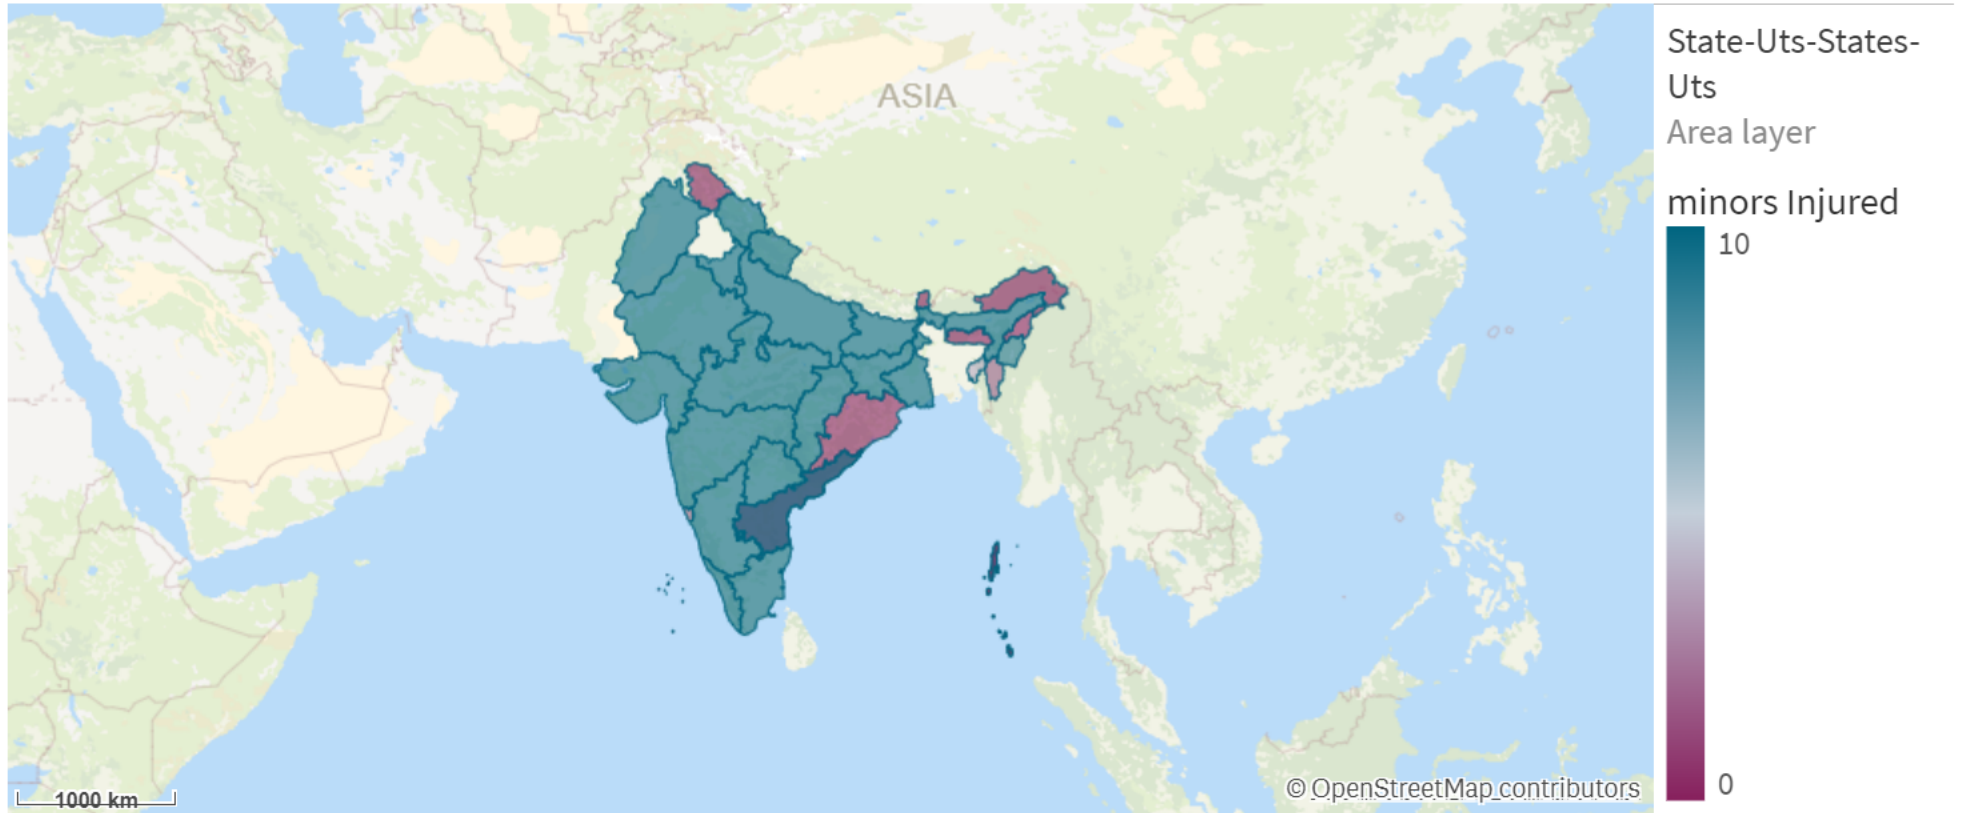 ASIA
1000 km
© OpenStreetMap contributors
State-Uts-States-
Uts
Area layer
minors Injured
10
0